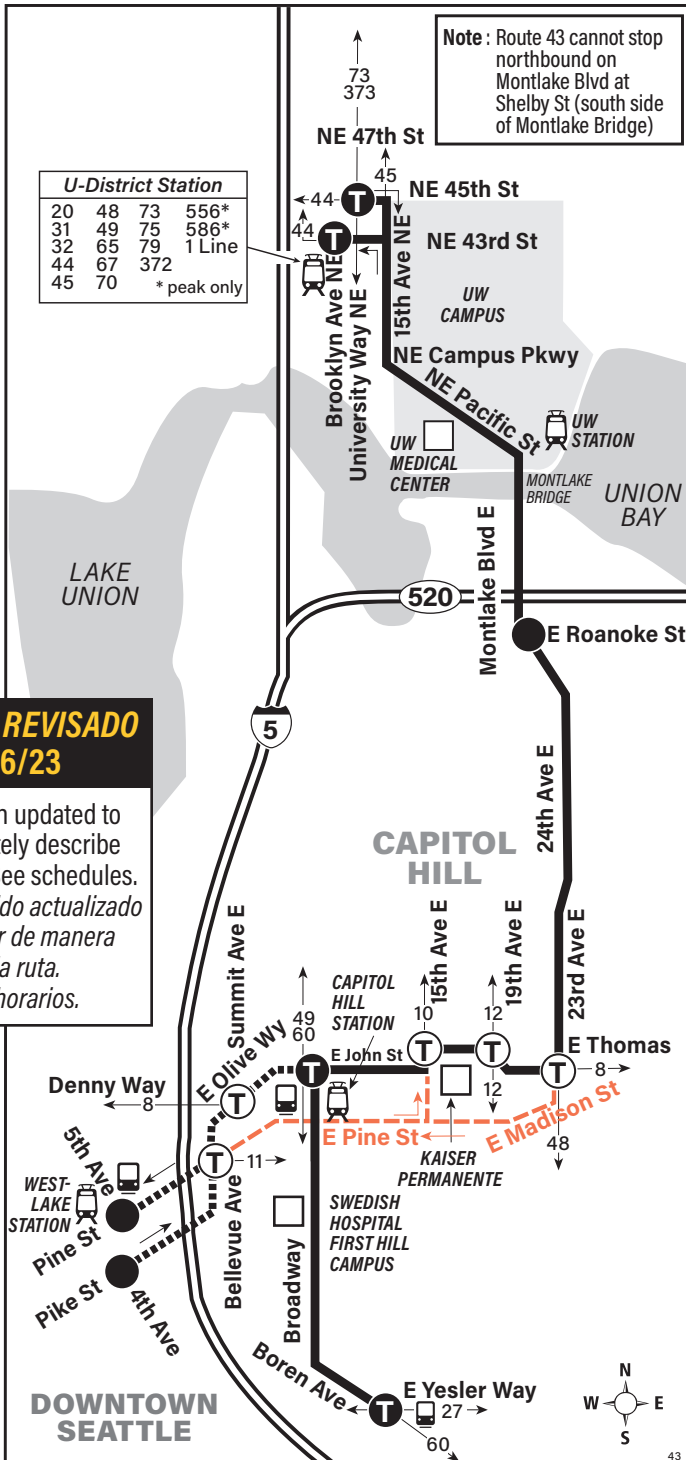 Note : Route 43 cannot stop
northbound on
Montlake Blvd at
Shelby St (south side
of Montlake Bridge)
73
373
NE 47th St
45
NE 45th St
44
T
44
T
NE 43rd St
U-District Station
20 48 73 556*
31 49 75 586*
32 65 79 1 Line
44 67 372
45 70 * peak only
Brooklyn Ave NE
University Way NE
15th Ave NE
UW
CAMPUS
NE Campus Pkwy
NE Pacific St
UW
STATION
UW
MEDICAL
CENTER
MONTLAKE
BRIDGE
UNION
BAY
LAKE
UNION
Montlake Blvd E
520
E Roanoke St
5
REVISADO
6/23
n updated to
tely describe
ee schedules.
do actualizado
r de manera
a ruta.
horarios.
24th Ave E
CAPITOL
HILL
Summit Ave E
15th Ave E
19th Ave E
23rd Ave E
CAPITOL
HILL
STATION
49
60
10
12
E Olive Wy
T
E John St
T
T
E Thomas
T
8
Denny Way
8
T
12
E Pine St
E Madison St
48
KAISER
PERMANENTE
5th Ave
T
11
WEST-
LAKE
STATION
Pine St
Pike St
4th Ave
Bellevue Ave
Broadway
SWEDISH
HOSPITAL
FIRST HILL
CAMPUS
Boren Ave
E Yesler Way
T
27
60
DOWNTOWN
SEATTLE
N
W E
S
43